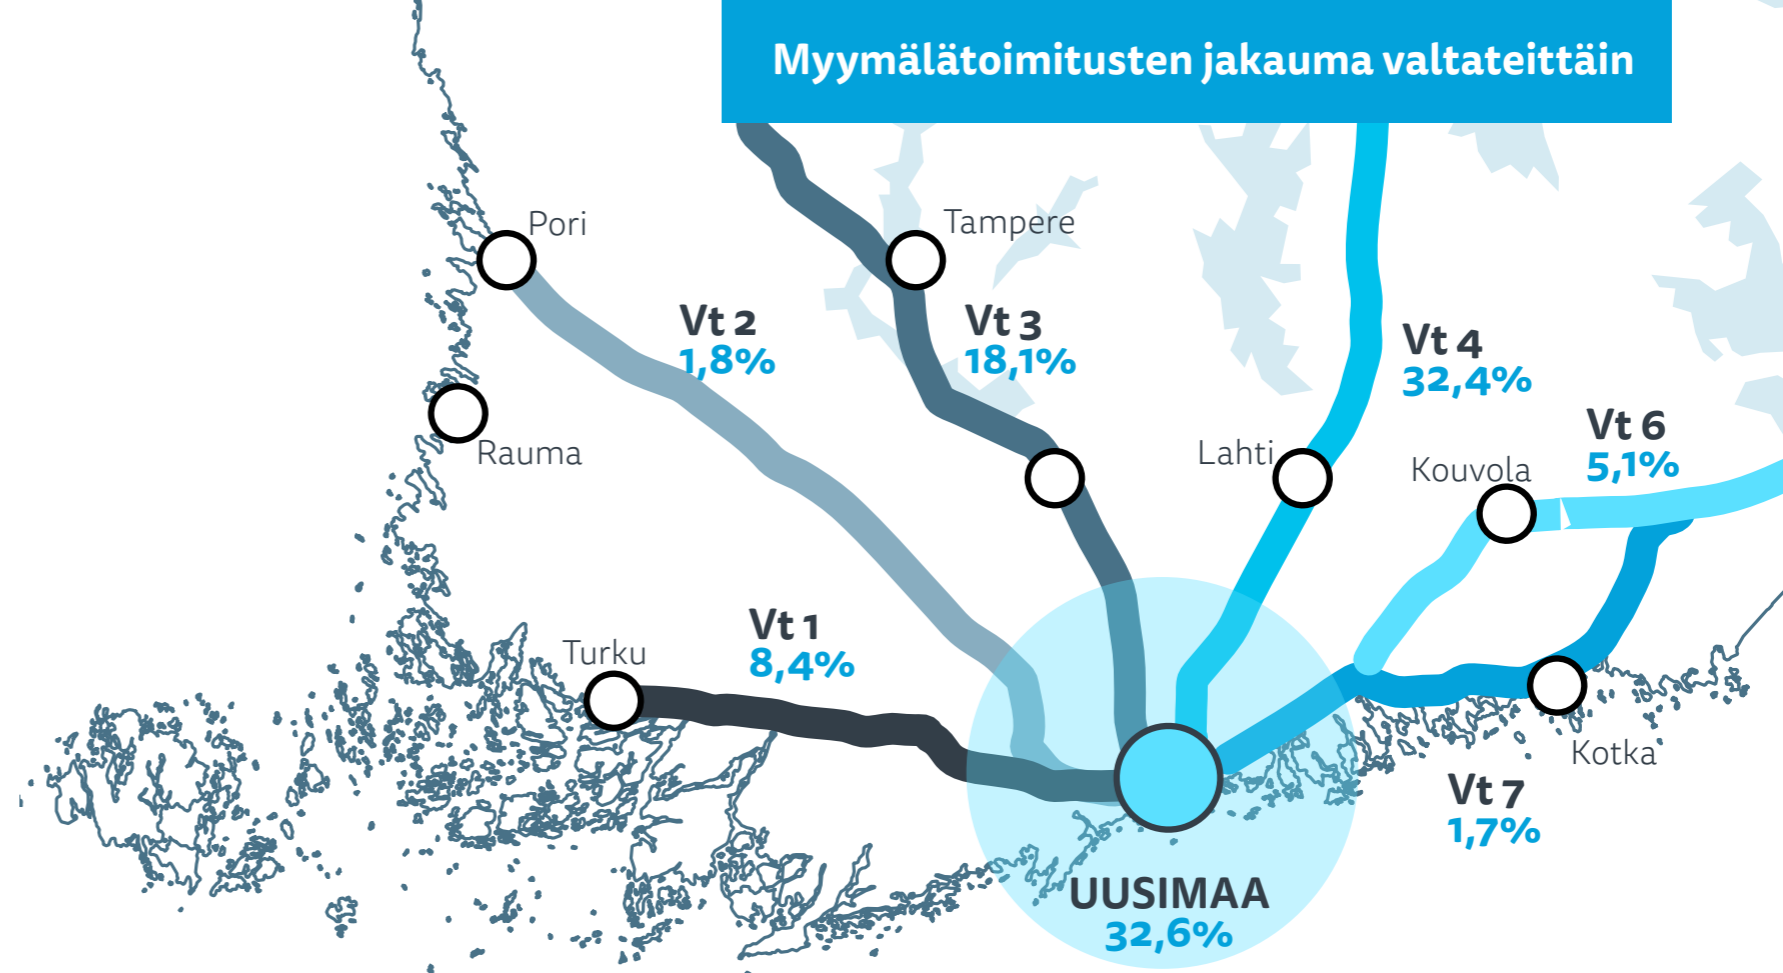 Myymälätoimitusten jakauma valtateittäin
Pori
Tampere
Vt 2
1,8%
Vt 3
18,1%
Vt 4
32,4%
Rauma
Lahti
Kouvola
Vt 6
5,1%
Turku
Vt 1
8,4%
Kotka
Vt 7
1,7%
UUSIMAA
32,6%